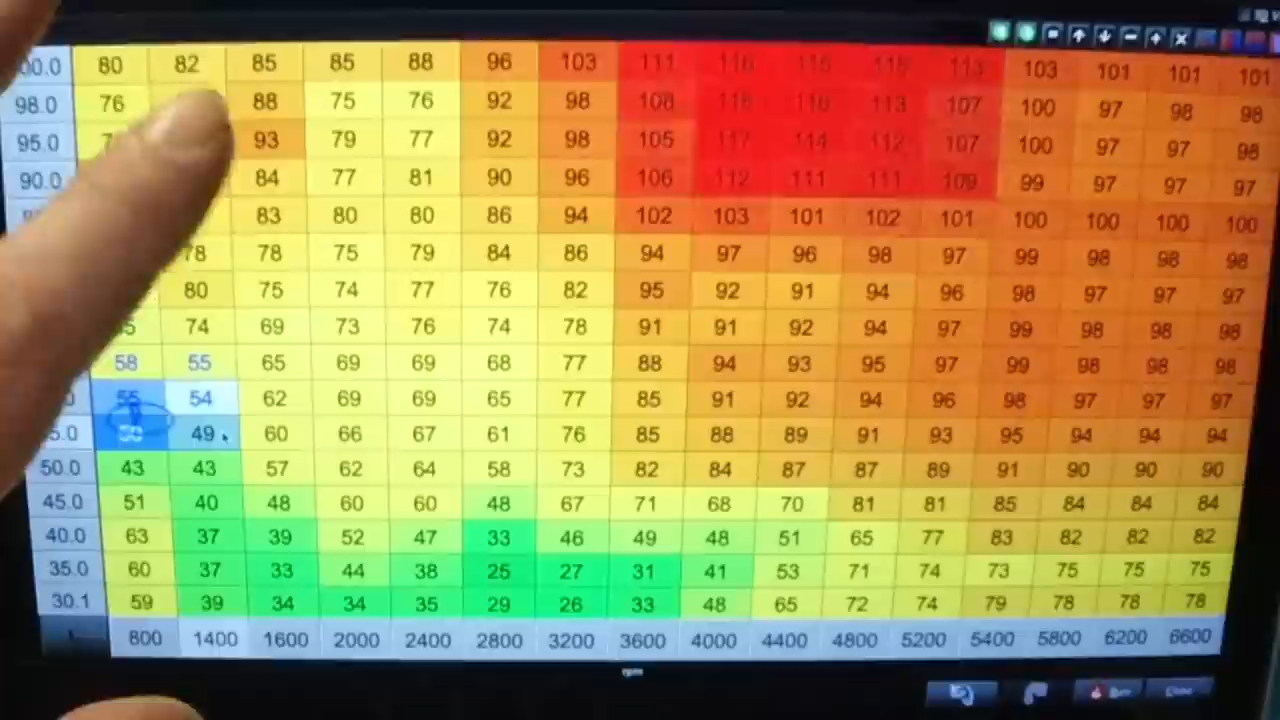 80 82 85 85 88 96 103 111 116 113 103 101 101 101
98.0 76 88 75 76 92 98 108 113 107 100 97 98 98
95.0 93 79 77 92 98 105 117 114 112 107 100 97 97 98
90.0 84 77 81 90 96 106 112 111 111 109 99 97 97 97
83 80 80 86 94 102 103 101 102 101 100 100 100 100
78 78 75 79 84 86 94 97 96 98 97 99 98 98 98
80 75 74 77 76 82 95 92 91 94 96 98 97 97 97
74 69 73 76 74 78 91 91 92 94 97 99 98 98 98
58 55 65 69 69 68 77 88 94 93 95 97 99 98 98 98
55 54 62 69 69 65 77 85 91 92 94 96 98 97 97 97
49 60 66 67 61 76 85 88 89 91 93 95 94 94 94
50.0 43 43 57 62 64 58 73 82 84 87 87 89 91 90 90 90
45.0 51 40 48 60 60 48 67 71 68 70 81 81 85 84 84 84
40.0 63 37 39 52 47 33 46 49 48 51 65 77 83 82 82 82
35.0 60 37 33 44 38 25 27 31 41 53 71 74 73 75 75 75
30.1 59 39 34 34 35 29 26 33 48 65 72 74 79 78 78 78
800 1400 1600 2000 2400 2800 3200 3600 4000 4400 4800 5200 5400 5800 6200 6600
rpm